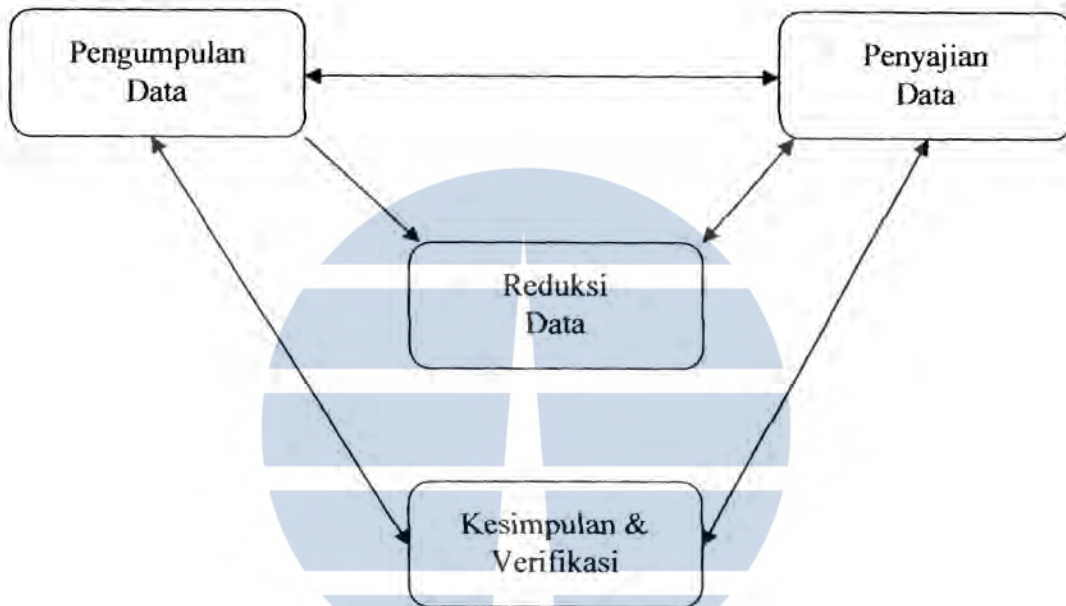 Pengumpulan
Data
Penyajian
Data
Reduksi
Data
Kesimpulan &
Verifikasi